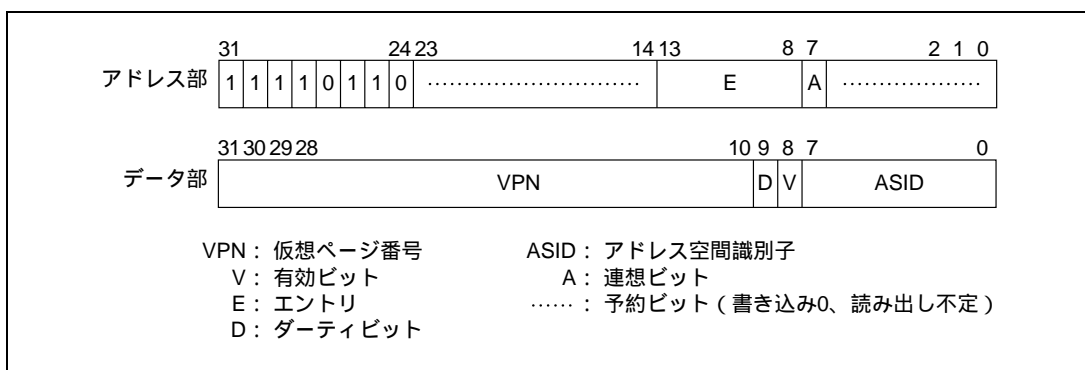 31 24 23 14 13 8 7 2 1 0
アドレス部 1 1 1 1 0 1 1 0 ………………………… E A ………………
31 30 29 28 10 9 8 7 0
データ部 VPN D V ASID
VPN： 仮想ページ番号 ASID： アドレス空間識別子
V： 有効ビット A： 連想ビット
E： エントリ ……： 予約ビット（書き込み0、読み出し不定）
D： ダーティビット